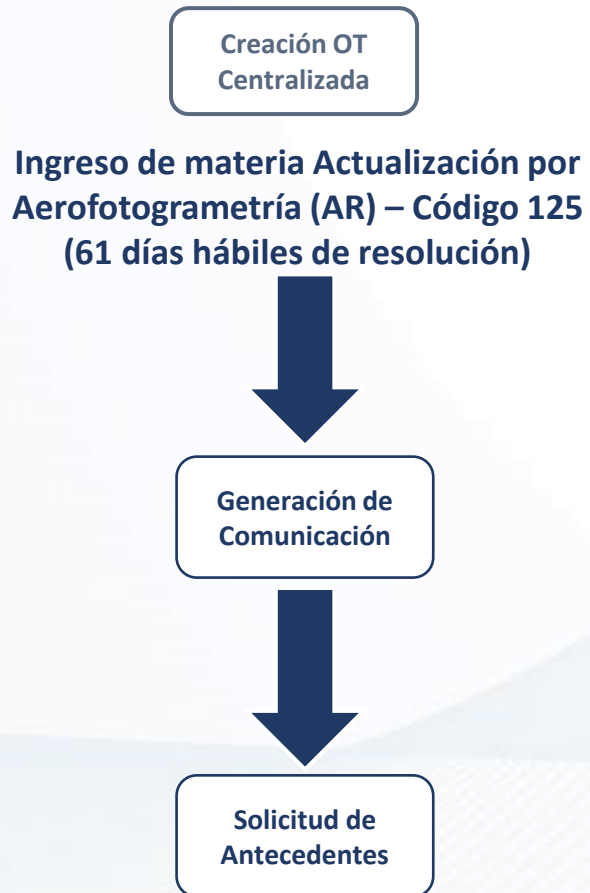 Creación OT
Centralizada
Ingreso de materia Actualización por
Aerofotogrametría (AR) – Código 125
(61 días hábiles de resolución)
Generación de
Comunicación
Solicitud de
Antecedentes